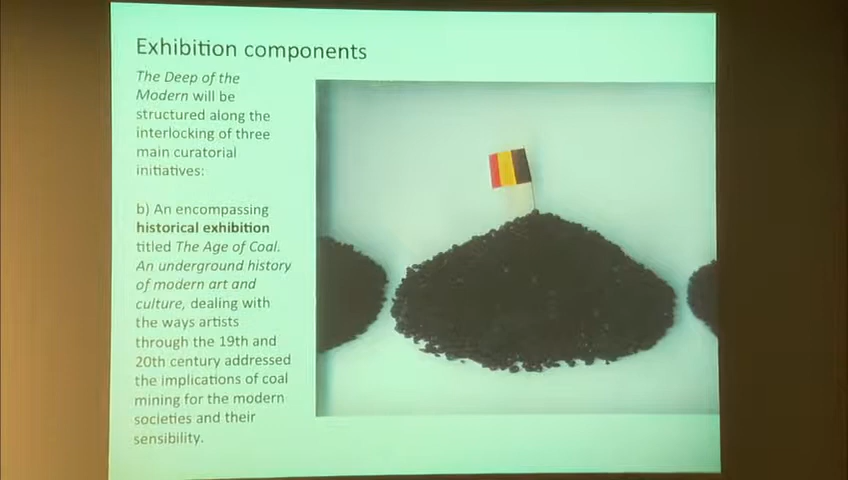 Exhibition components
The Deep of the
Modern will be
structured along the
interlocking of three
main curatorial
initiatives:
b) An encompassing
historical exhibition
titled The Age of Coal.
An underground history
of modern art and
culture, dealing with
the ways artists
through the 19th and
20th century addressed
the implications of coal
mining for the modern
societies and their
sensibility.